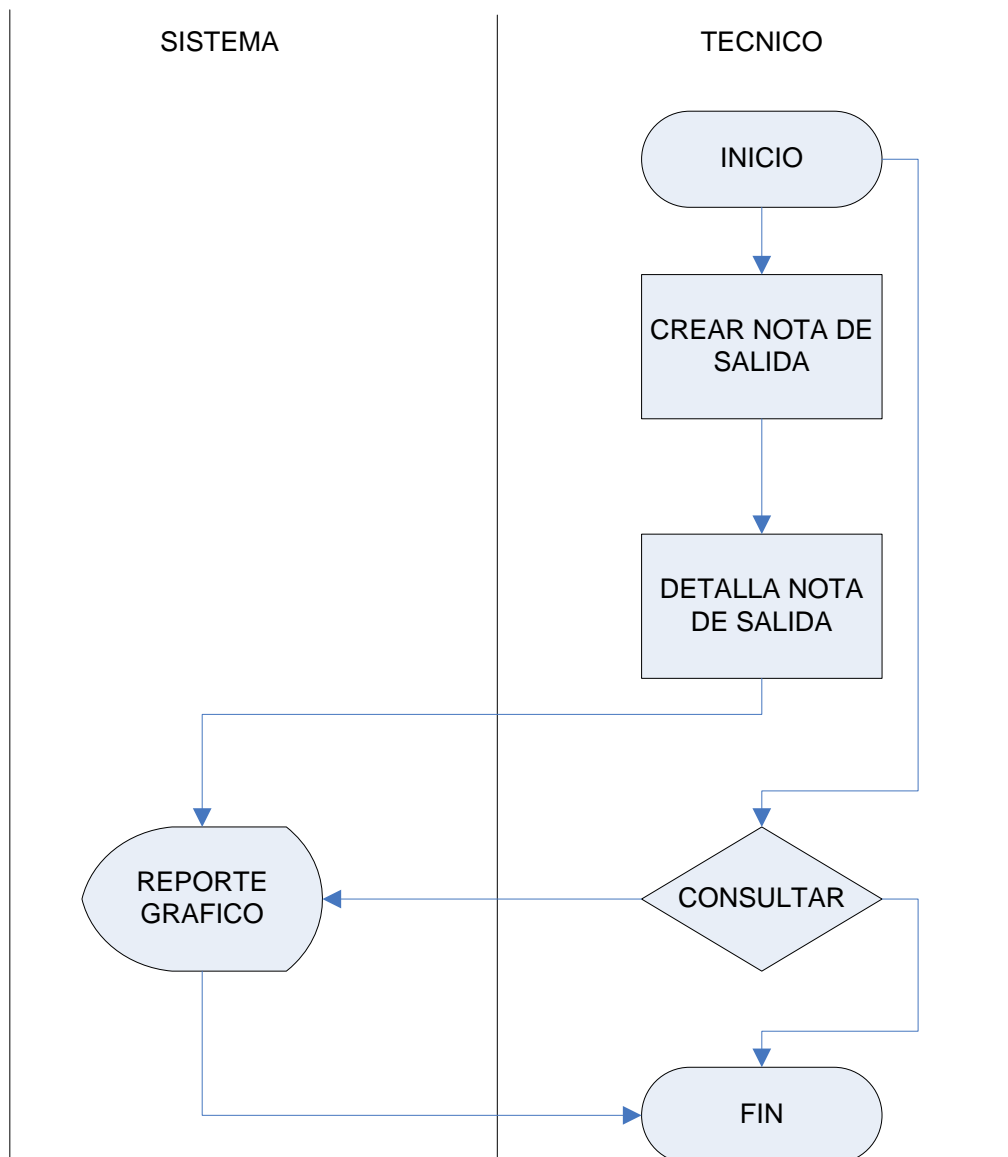 SISTEMA
TECNICO
INICIO
CREAR NOTA DE
SALIDA
DETALLA NOTA
DE SALIDA
REPORTE
GRAFICO
CONSULTAR
FIN